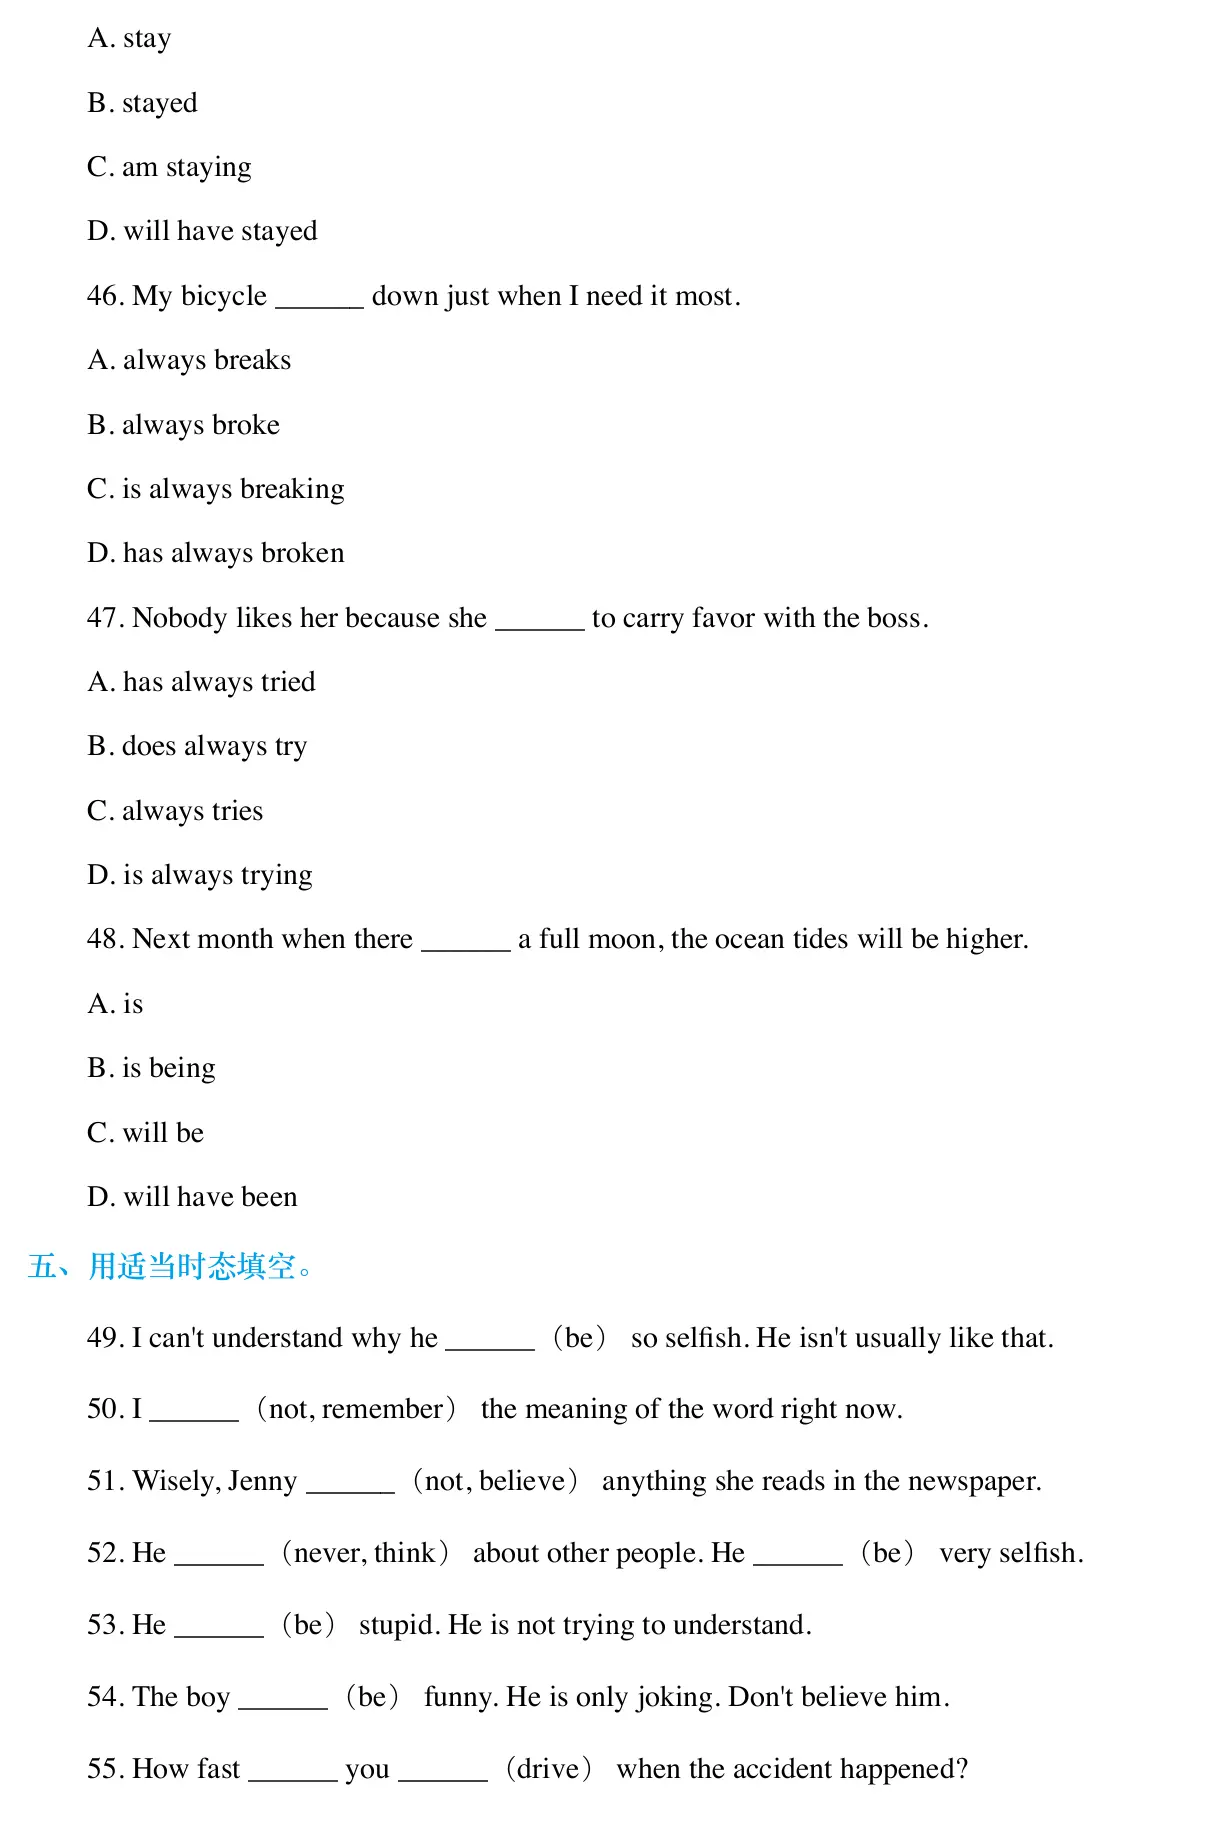 A. stay
B. stayed
C. am staying
D. will have stayed
46. My bicycle ______ down just when I need it most.
A. always breaks
B. always broke
C. is always breaking
D. has always broken
47. Nobody likes her because she ______ to carry favor with the boss.
A. has always tried
B. does always try
C. always tries
D. is always trying
48. Next month when there ______ a full moon, the ocean tides will be higher.
A. is
B. is being
C. will be
D. will have been
五、用适当时态填空。
49. I can't understand why he ______（be） so selfish. He isn't usually like that.
50. I ______（not, remember） the meaning of the word right now.
51. Wisely, Jenny ______（not, believe） anything she reads in the newspaper.
52. He ______（never, think） about other people. He ______（be） very selfish.
53. He ______（be） stupid. He is not trying to understand.
54. The boy ______（be） funny. He is only joking. Don't believe him.
55. How fast ______ you ______（drive） when the accident happened?